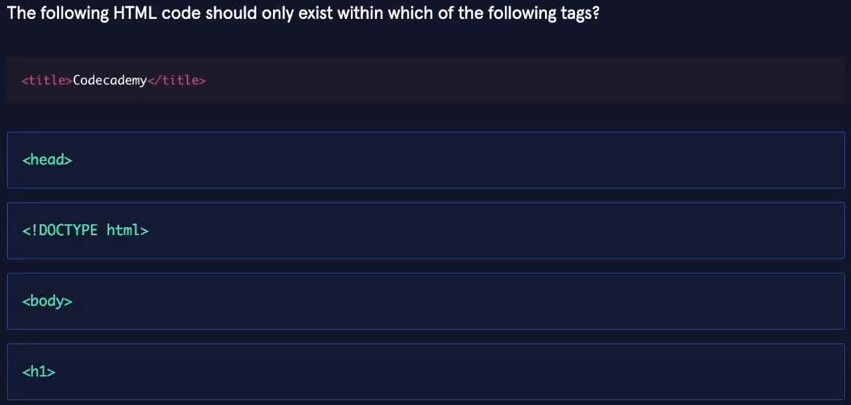 The following HTML code should only exist within which of the following tags?
<title>Codecademy</title>
<head>
<!DOCTYPE html>
<body>
<h1>